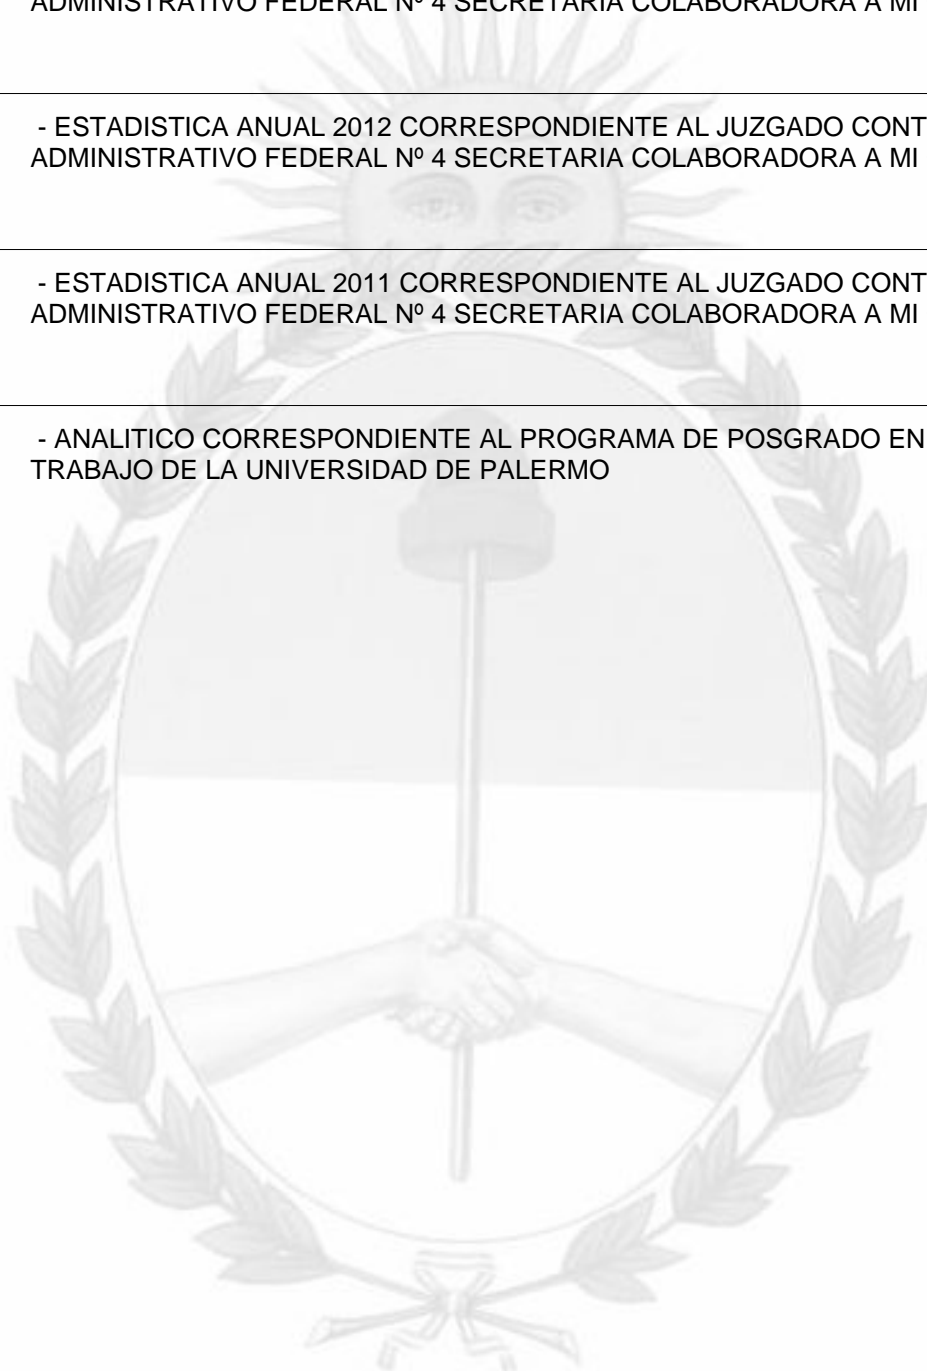 ADMINISTRATIVO FEDERAL Nº 4 SECRETARIA COLABORADORA A MI
- ESTADISTICA ANUAL 2012 CORRESPONDIENTE AL JUZGADO CONT
ADMINISTRATIVO FEDERAL Nº 4 SECRETARIA COLABORADORA A MI
- ESTADISTICA ANUAL 2011 CORRESPONDIENTE AL JUZGADO CONT
ADMINISTRATIVO FEDERAL Nº 4 SECRETARIA COLABORADORA A MI
- ANALITICO CORRESPONDIENTE AL PROGRAMA DE POSGRADO EN
TRABAJO DE LA UNIVERSIDAD DE PALERMO